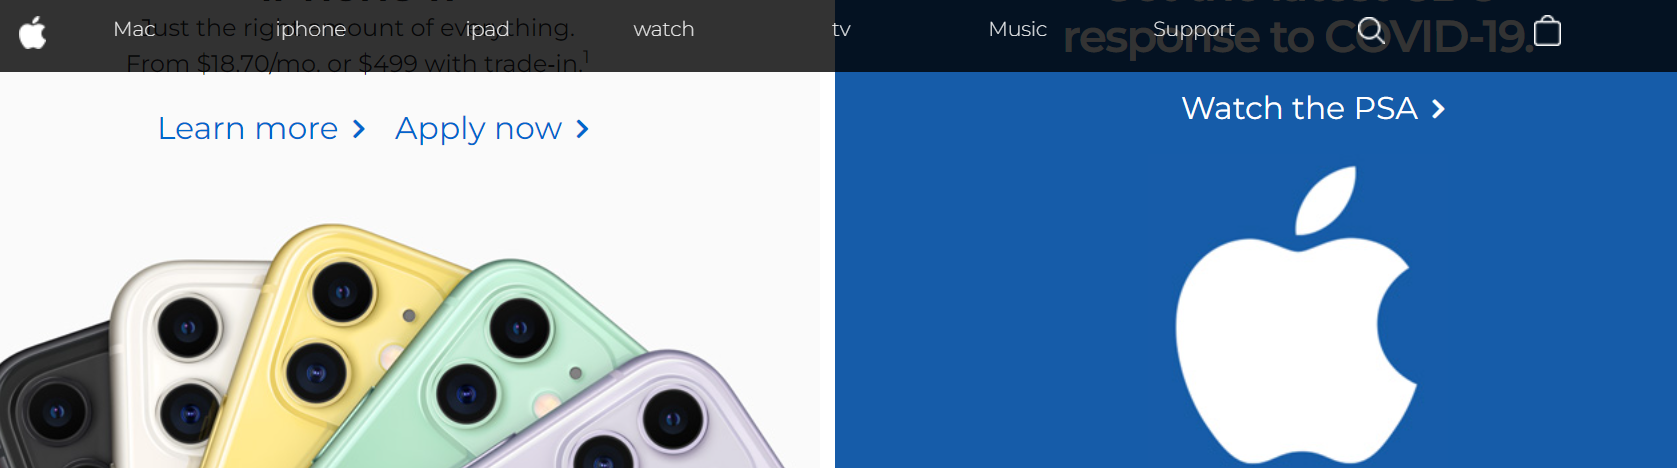 Mac iphone ipad watch tv Music Support
Just the right amount of everything.
From $18.70/mo. or $499 with trade-in.1
Learn more Apply now
response to COVID-19.
Watch the PSA